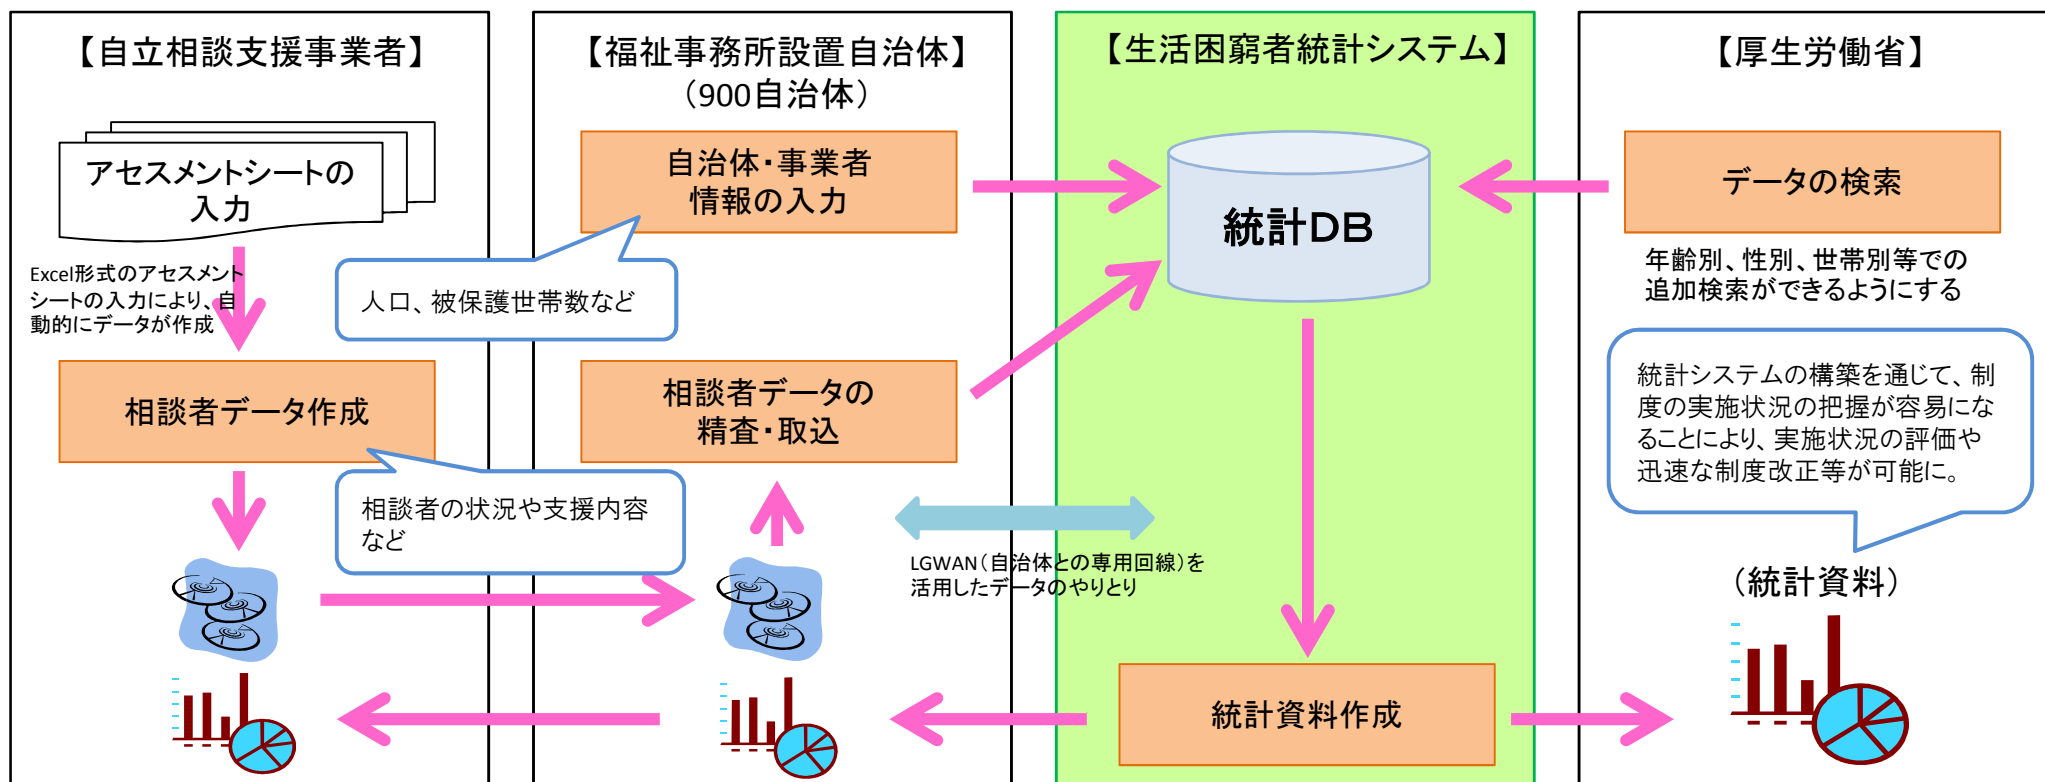 【自立相談支援事業者】
アセスメントシートの
入力
Excel形式のアセスメント
シートの入力により、自
動的にデータが作成
相談者データ作成
相談者の状況や支援内容
など
【福祉事務所設置自治体】
（900自治体）
自治体・事業者
情報の入力
人口、被保護世帯数など
相談者データの
精査・取込
LGWAN（自治体との専用回線）を
活用したデータのやりとり
【生活困窮者統計システム】
統計DB
統計資料作成
【厚生労働省】
データの検索
年齢別、性別、世帯別等での
追加検索ができるようにする
統計システムの構築を通じて、制
度の実施状況の把握が容易にな
ることにより、実施状況の評価や
迅速な制度改正等が可能に。
（統計資料）